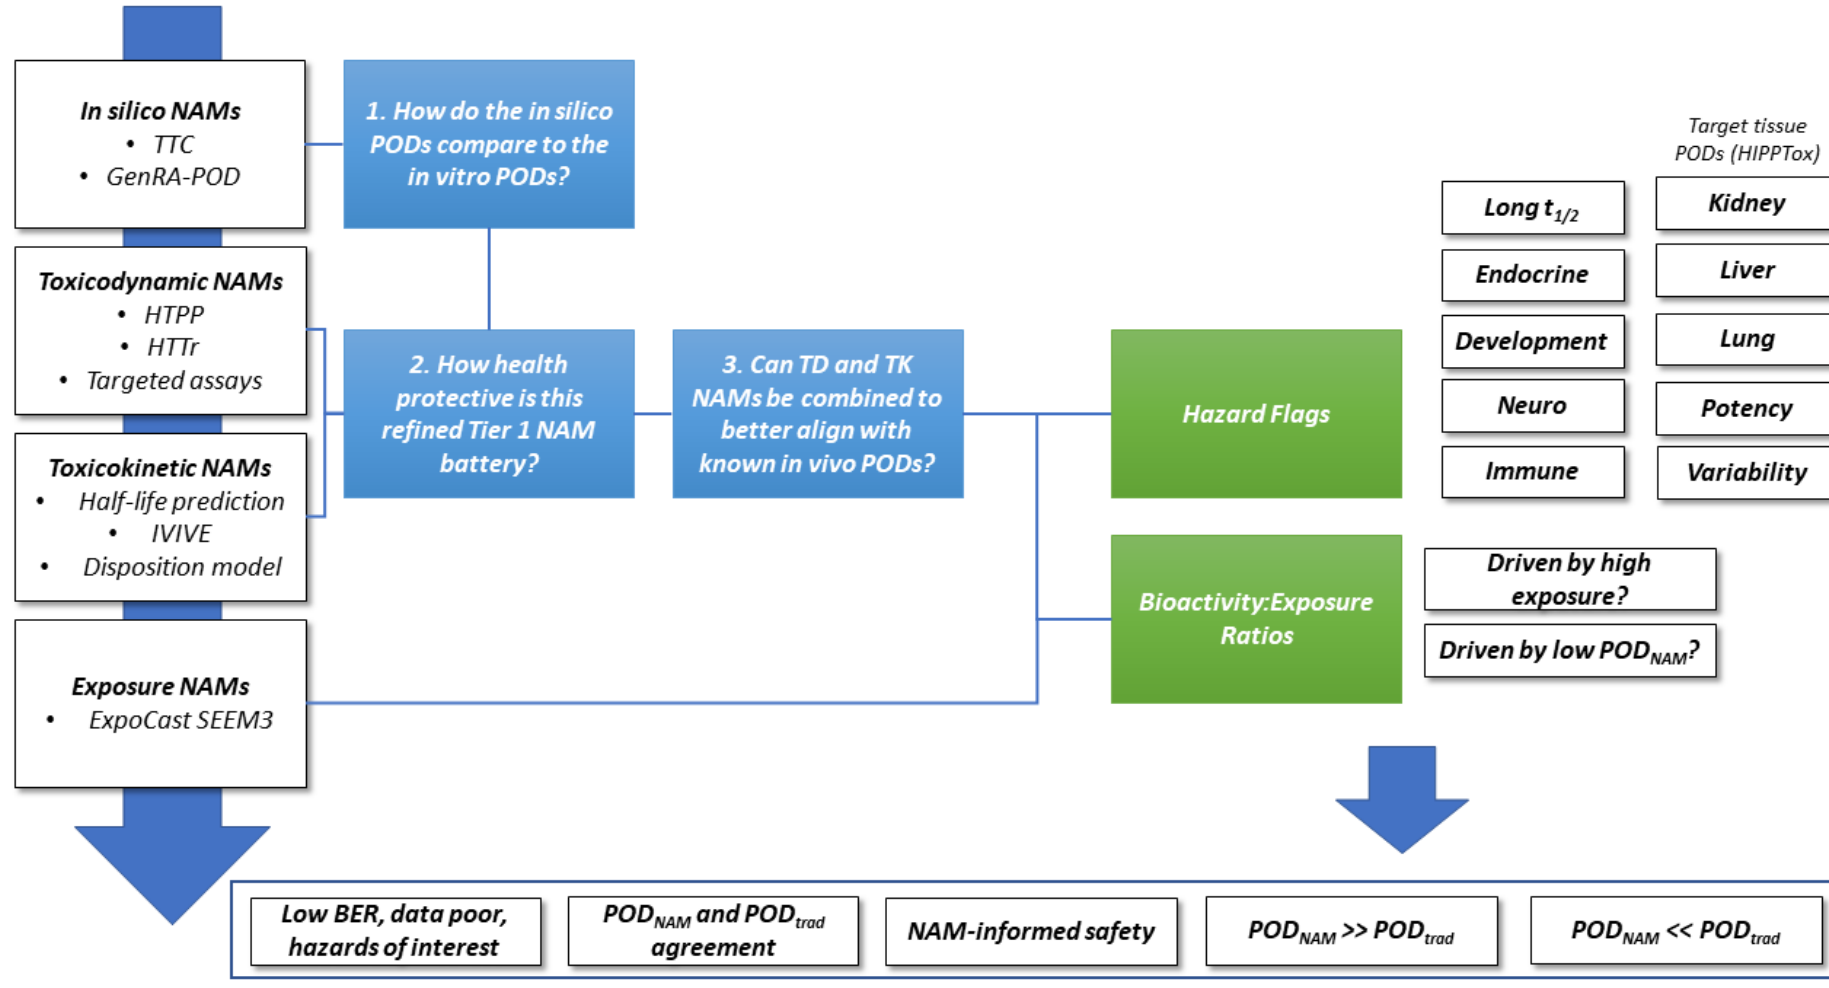 In silico NAMs
• TTC
• GenRA-POD
1. How do the in silico
PODs compare to the
in vitro PODs?
Toxicodynamic NAMs
• HTPP
• HTTr
• Targeted assays
Toxicokinetic NAMs
• Half-life prediction
• IVIVE
• Disposition model
2. How health
protective is this
refined Tier 1 NAM
battery?
3. Can TD and TK
NAMs be combined to
better align with
known in vivo PODs?
Exposure NAMs
• ExpoCast SEEM3
Hazard Flags
Long t1/2
Endocrine
Development
Neuro
Immune
Target tissue
PODs (HIPPTox)
Kidney
Liver
Lung
Potency
Variability
Bioactivity:Exposure
Ratios
Driven by high
exposure?
Driven by low PODNAM?
Low BER, data poor,
hazards of interest
PODNAM and PODtrad
agreement
NAM-informed safety
PODNAM >> PODtrad
PODNAM << PODtrad